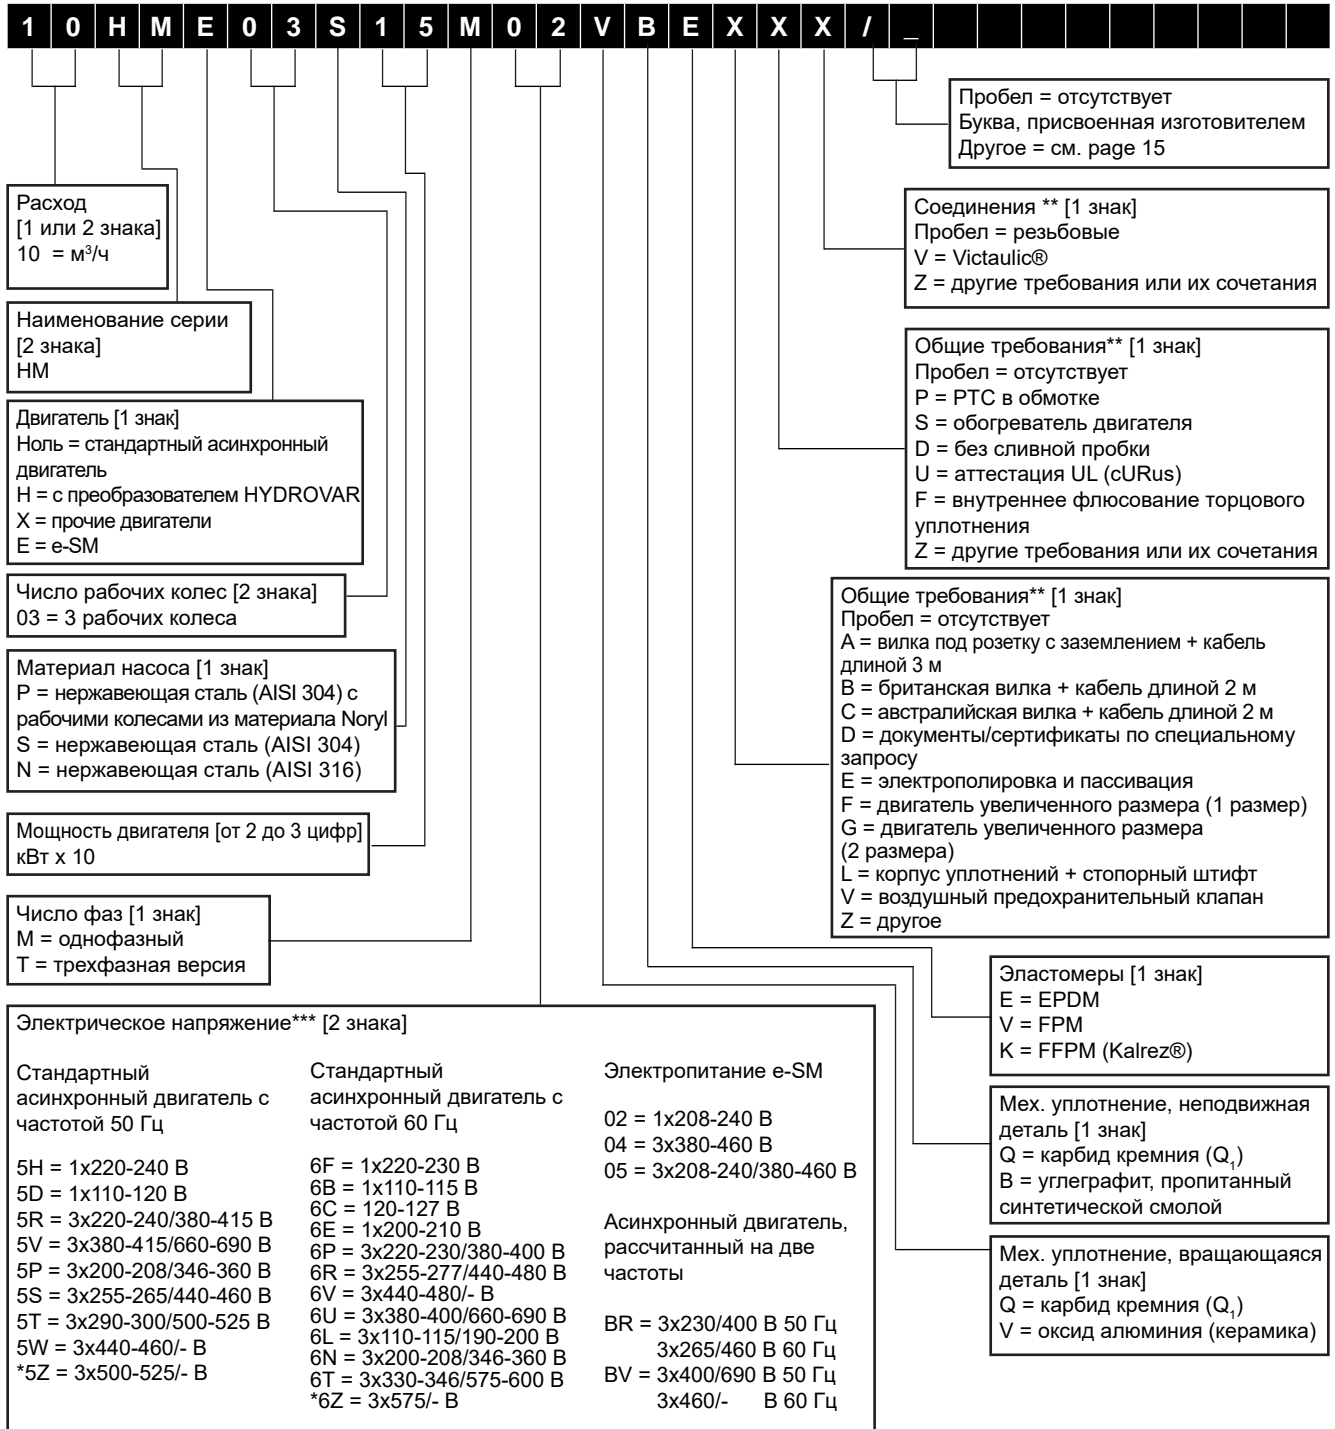 1 0 H M E 0 3 S 1 5 M 0 2 V B E X X X / _
Пробел = отсутствует
Буква, присвоенная изготовителем
Другое = см. page 15
Расход
[1 или 2 знака]
10 = м³/ч
Соединения ** [1 знак]
Пробел = резьбовые
V = Victaulic®
Z = другие требования или их сочетания
Наименование серии
[2 знака]
HM
Общие требования** [1 знак]
Пробел = отсутствует
P = PTC в обмотке
S = обогреватель двигателя
D = без сливной пробки
U = аттестация UL (cURus)
F = внутреннее флюсование торцового
уплотнения
Z = другие требования или их сочетания
Двигатель [1 знак]
Ноль = стандартный асинхронный
двигатель
H = с преобразователем HYDROVAR
X = прочие двигатели
E = e-SM
Число рабочих колес [2 знака]
03 = 3 рабочих колеса
Общие требования** [1 знак]
Пробел = отсутствует
A = вилка под розетку с заземлением + кабель
длиной 3 м
B = британская вилка + кабель длиной 2 м
C = австралийская вилка + кабель длиной 2 м
D = документы/сертификаты по специальному
запросу
E = электрополировка и пассивация
F = двигатель увеличенного размера (1 размер)
G = двигатель увеличенного размера
(2 размера)
L = корпус уплотнений + стопорный штифт
V = воздушный предохранительный клапан
Z = другое
Материал насоса [1 знак]
P = нержавеющая сталь (AISI 304) с
рабочими колесами из материала Noryl
S = нержавеющая сталь (AISI 304)
N = нержавеющая сталь (AISI 316)
Мощность двигателя [от 2 до 3 цифр]
кВт x 10
Число фаз [1 знак]
M = однофазный
T = трехфазная версия
Эластомеры [1 знак]
E = EPDM
V = FPM
K = FFPM (Kalrez®)
Мех. уплотнение, неподвижная
деталь [1 знак]
Q = карбид кремния (Q₁)
B = углеграфит, пропитанный
синтетической смолой
Мех. уплотнение, вращающаяся
деталь [1 знак]
Q = карбид кремния (Q₁)
V = оксид алюминия (керамика)
Электрическое напряжение*** [2 знака]
Стандартный
асинхронный двигатель с
частотой 50 Гц
5H = 1x220-240 В
5D = 1x110-120 В
5R = 3x220-240/380-415 В
5V = 3x380-415/660-690 В
5P = 3x200-208/346-360 В
5S = 3x255-265/440-460 В
5T = 3x290-300/500-525 В
5W = 3x440-460/- В
*5Z = 3x500-525/- В
Стандартный
асинхронный двигатель с
частотой 60 Гц
6F = 1x220-230 В
6B = 1x110-115 В
6C = 120-127 В
6E = 1x200-210 В
6P = 3x220-230/380-400 В
6R = 3x255-277/440-480 В
6V = 3x440-480/- В
6U = 3x380-400/660-690 В
6L = 3x110-115/190-200 В
6N = 3x200-208/346-360 В
6T = 3x330-346/575-600 В
*6Z = 3x575/- В
Электропитание e-SM
02 = 1x208-240 В
04 = 3x380-460 В
05 = 3x208-240/380-460 В
Асинхронный двигатель,
рассчитанный на две
частоты
BR = 3x230/400 В 50 Гц
3x265/460 В 60 Гц
BV = 3x400/690 В 50 Гц
3x460/- В 60 Гц